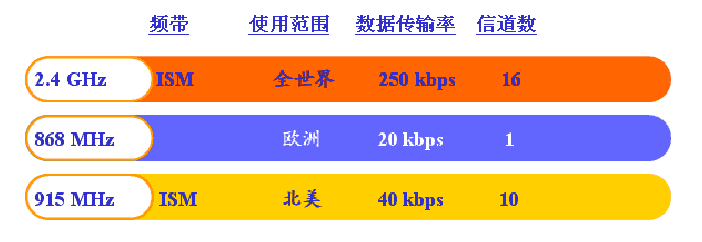 频带 使用范围 数据传输率 信道数
2.4 GHz ISM 全世界 250 kbps 16
868 MHz 欧洲 20 kbps 1
915 MHz ISM 北美 40 kbps 10